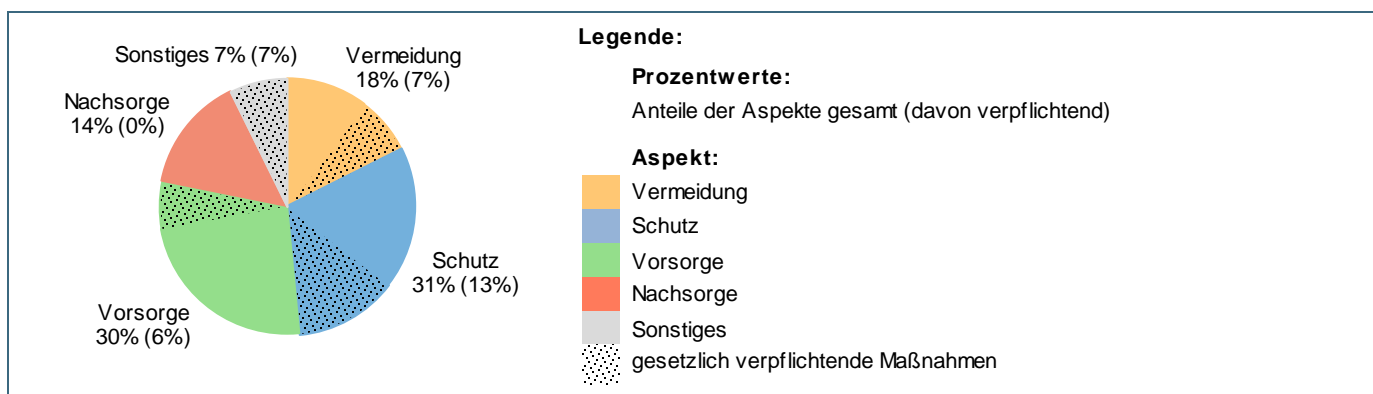 Sonstiges 7% (7%)
Vermeidung
18% (7%)
Nachsorge
14% (0%)
Schutz
31% (13%)
Vorsorge
30% (6%)
Legende:
Prozentwerte:
Anteile der Aspekte gesamt (davon verpflichtend)
Aspekt:
Vermeidung
Schutz
Vorsorge
Nachsorge
Sonstiges
gesetzlich verpflichtende Maßnahmen